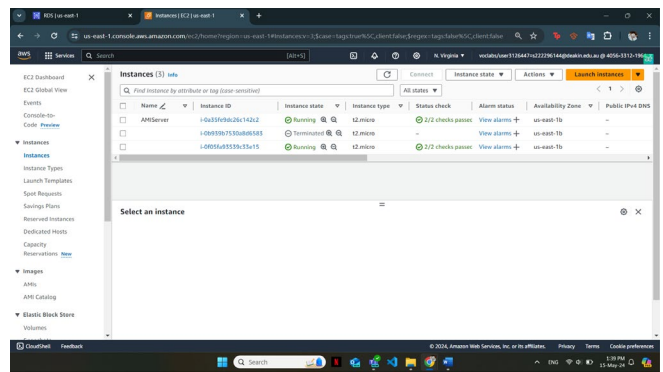 RDS | us-east-1
Instances | EC2 | us-east-1
us-east-1.console.aws.amazon.com/ec2/home?region=us-east-1#Instances:v=3;$case=tags:true%5C,client:false;$regex=tags:false%5C,client:false
aws
Services
Search
[Alt+S]
N. Virginia
EC2 Dashboard
EC2 Global View
Events
Console-to-
Code Preview
Instances
Instances
Instance Types
Launch Templates
Spot Requests
Savings Plans
Reserved Instances
Dedicated Hosts
Capacity
Reservations New
Images
AMIs
AMI Catalog
Elastic Block Store
Volumes
Instances (3) Info
Connect
Instance state
Actions
Launch instances
Find Instance by attribute or tag (case-sensitive)
All states
1
Name Instance ID Instance state Instance type Status check Alarm status Availability Zone Public IPv4 DNS
AMIServer i-0a35fe9dc26c142c2 Running t2.micro 2/2 checks passec View alarms + us-east-1b –
i-0b939b7530a8d6583 Terminated t2.micro – View alarms + us-east-1b –
i-0f05fa93539c33e15 Running t2.micro 2/2 checks passec View alarms + us-east-1b –
Select an instance
CloudShell Feedback
© 2024, Amazon Web Services, Inc. or its affiliates. Privacy Terms Cookie preferences
Search
ENG
1:39 PM
15-May-24